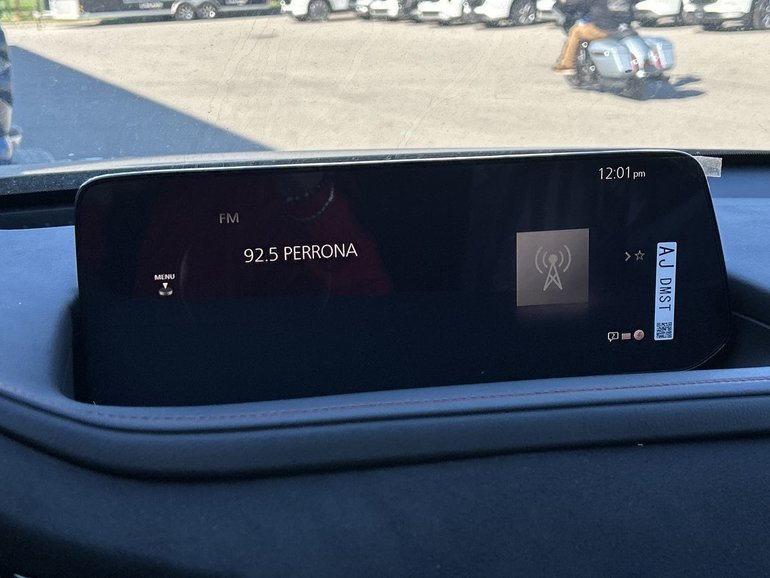 12:01 pm
FM
92.5 PERRONA
MENU
AJ DMST